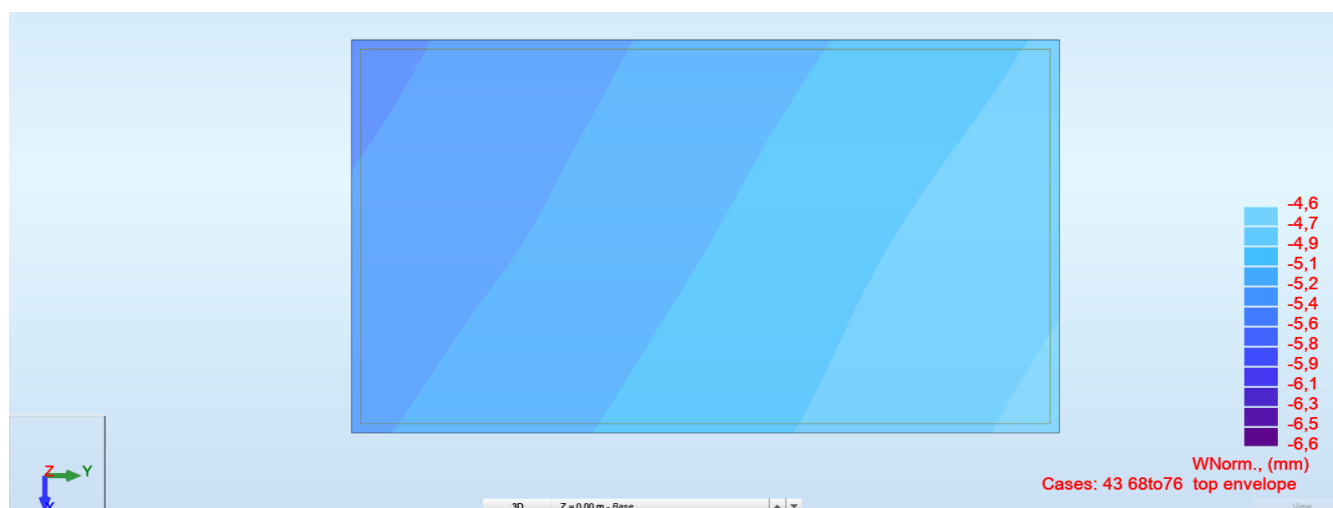 -4,6
-4,7
-4,9
-5,1
-5,2
-5,4
-5,6
-5,8
-5,9
-6,1
-6,3
-6,5
-6,6
WNorm., (mm)
Cases: 43 68to76 top envelope
Z
Y
X
3D Z = 0.00 m - Base
View